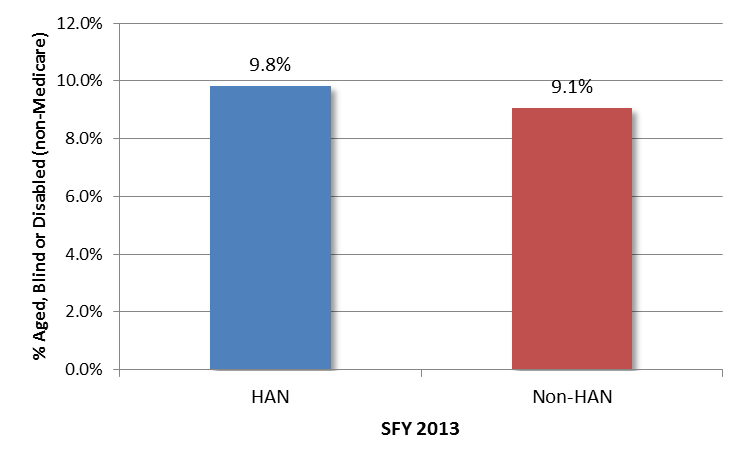 12.0%
10.0%
8.0%
6.0%
4.0%
2.0%
0.0%
% Aged, Blind or Disabled (non-Medicare)
9.8%
9.1%
HAN
Non-HAN
SFY 2013